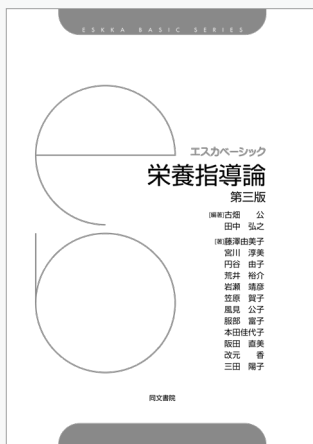 ESKKA BASIC SERIES
エスカベーシック
栄養指導論
第三版
[編著]古畑 公
田中 弘之
[著]藤澤由美子
宮川 淳美
円谷 由子
荒井 裕介
岩瀬 靖彦
笠原 賀子
風見 公子
服部 富子
本田佳代子
阪田 直美
改元 香
三田 陽子
同文書院